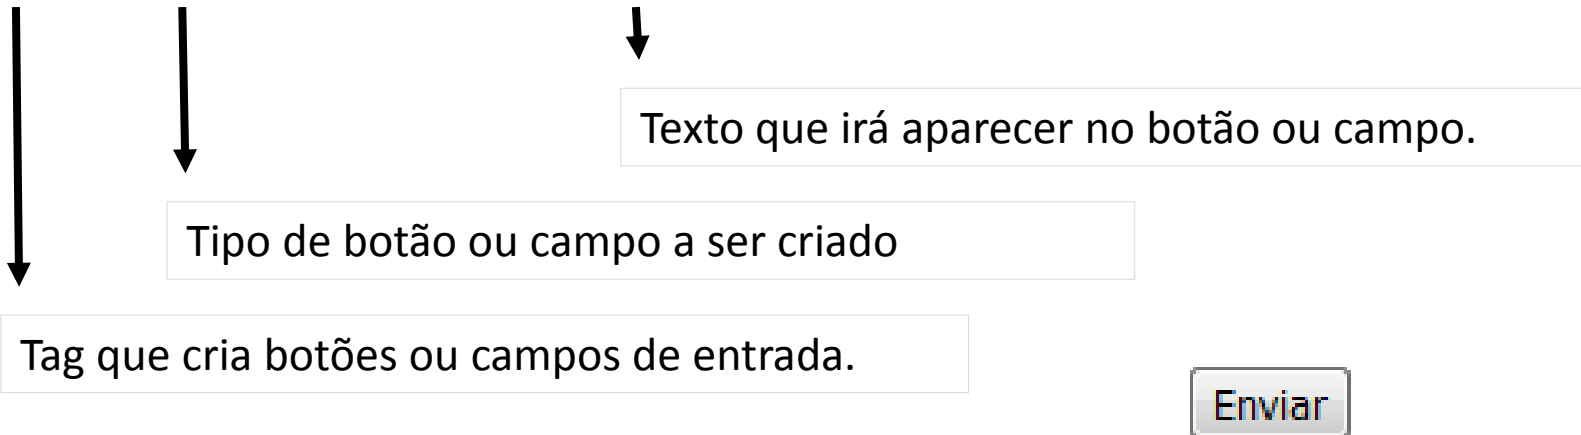 Texto que irá aparecer no botão ou campo.
Tipo de botão ou campo a ser criado
Tag que cria botões ou campos de entrada.
Enviar